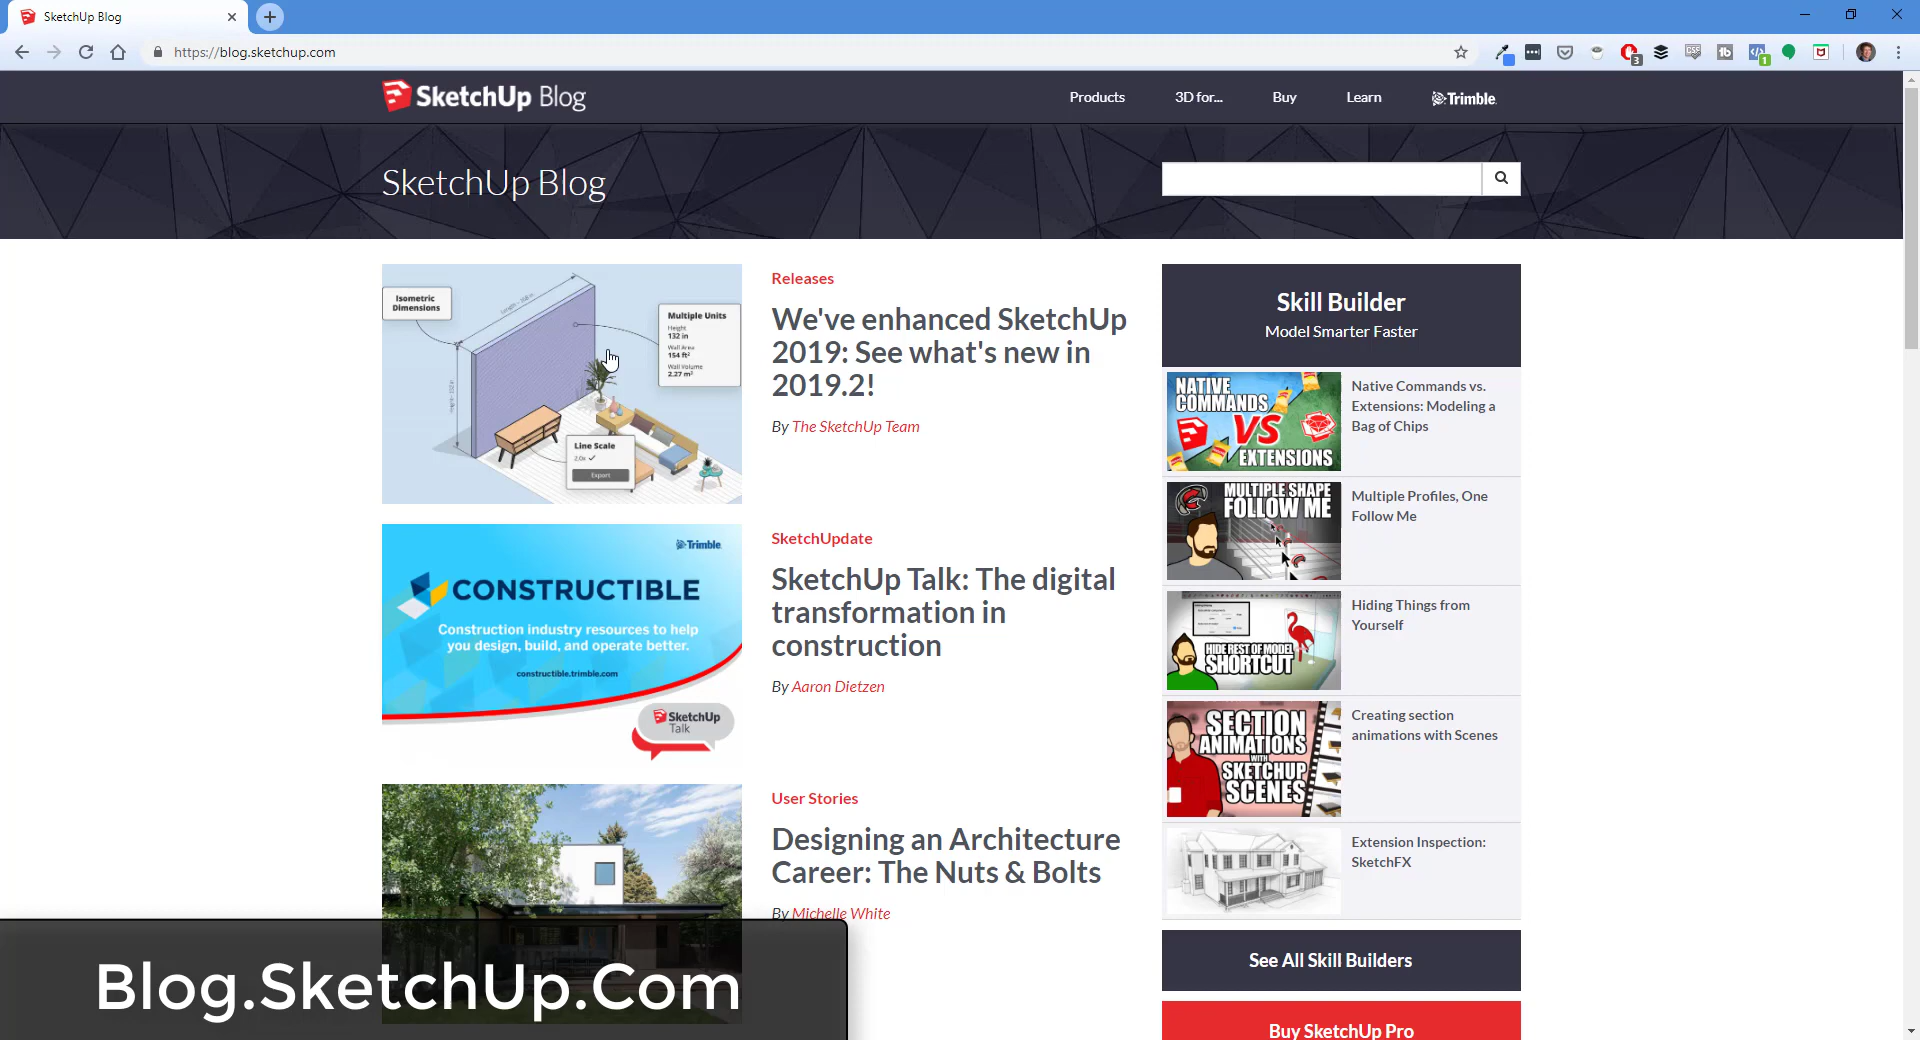 SketchUp Blog
https://blog.sketchup.com
3
1
SketchUp Blog
Products
3D for...
Buy
Learn
Trimble
SketchUp Blog
Isometric
Dimensions
Multiple Units
Height
132 in
Wall Area
154 ft²
Wall Volume
2.27 m³
Line Scale
2.0x
Export
Releases
We've enhanced SketchUp
2019: See what's new in
2019.2!
By The SketchUp Team
Trimble
CONSTRUCTIBLE
Construction industry resources to help
you design, build, and operate better.
constructible.trimble.com
SketchUp
Talk
SketchUpdate
SketchUp Talk: The digital
transformation in
construction
By Aaron Dietzen
User Stories
Designing an Architecture
Career: The Nuts & Bolts
By Michelle White
Skill Builder
Model Smarter Faster
NATIVE
COMMANDS
VS
EXTENSIONS
Native Commands vs.
Extensions: Modeling a
Bag of Chips
MULTIPLE SHAPE
FOLLOW ME
Multiple Profiles, One
Follow Me
HIDE REST OF MODEL
SHORTCUT
Hiding Things from
Yourself
SECTION
ANIMATIONS
WITH
SKETCHUP
SCENES
Creating section
animations with Scenes
Extension Inspection:
SketchFX
See All Skill Builders
Buy SketchUp Pro
Blog.SketchUp.Com